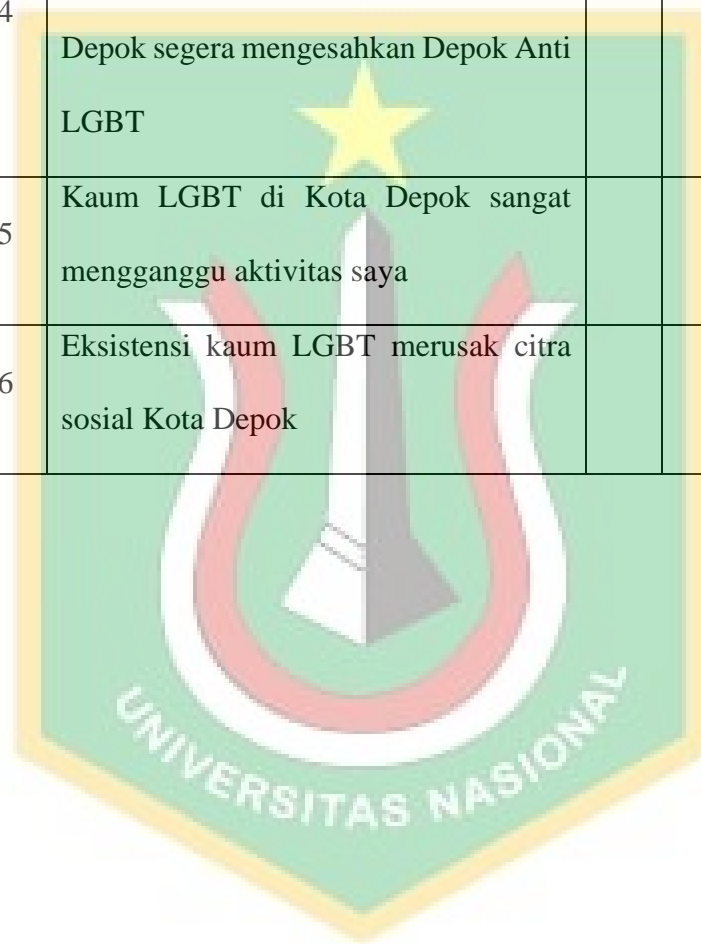 4
Depok segera mengesahkan Depok Anti
LGBT
Kaum LGBT di Kota Depok sangat
5
mengganggu aktivitas saya
Eksistensi kaum LGBT merusak citra
6
sosial Kota Depok
UNIVERSITAS NASIONAL